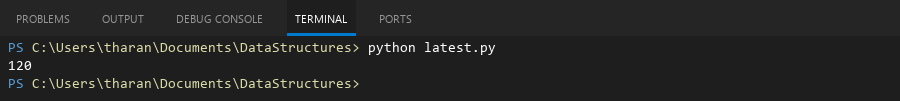 PROBLEMS OUTPUT DEBUG CONSOLE TERMINAL PORTS
PS C:\Users\tharan\Documents\DataStructures> python latest.py
120
PS C:\Users\tharan\Documents\DataStructures>